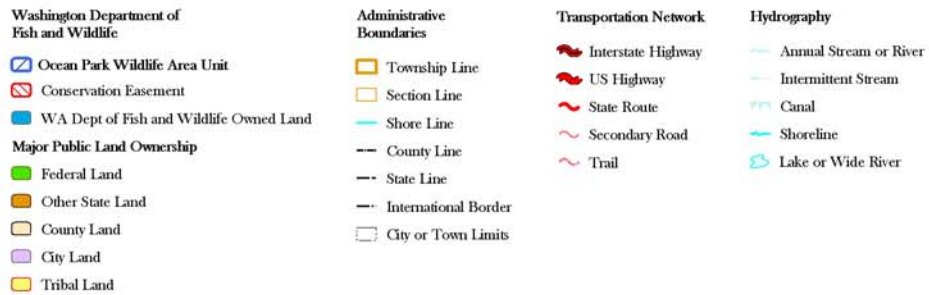 Washington Department of
Fish and Wildlife
Ocean Park Wildlife Area Unit
Conservation Easement
WA Dept of Fish and Wildlife Owned Land
Major Public Land Ownership
Federal Land
Other State Land
County Land
City Land
Tribal Land
Administrative
Boundaries
Township Line
Section Line
Shore Line
County Line
State Line
International Border
City or Town Limits
Transportation Network
Interstate Highway
US Highway
State Route
Secondary Road
Trail
Hydrography
Annual Stream or River
Intermittent Stream
Canal
Shoreline
Lake or Wide River